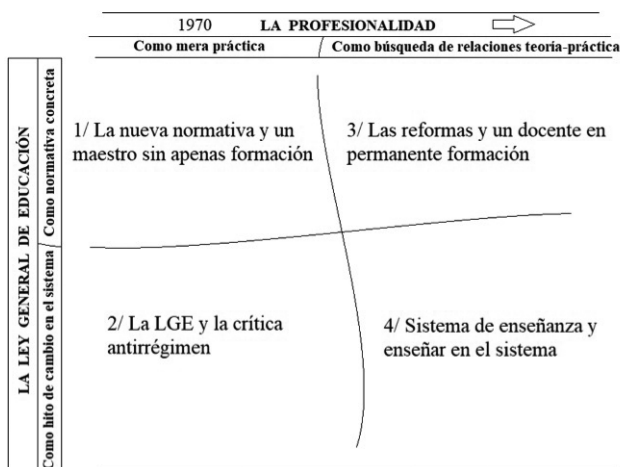 1970 LA PROFESIONALIDAD
Como mera práctica
Como búsqueda de relaciones teoría-práctica
LA LEY GENERAL DE EDUCACIÓN
Como normativa concreta
Como hito de cambio en el sistema
1/ La nueva normativa y un
maestro sin apenas formación
3/ Las reformas y un docente en
permanente formación
2/ La LGE y la crítica
antirrégimen
4/ Sistema de enseñanza y
enseñar en el sistema